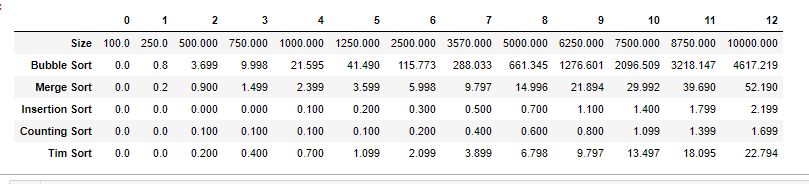 0 1 2 3 4 5 6 7 8 9 10 11 12
Size 100.0 250.0 500.000 750.000 1000.000 1250.000 2500.000 3570.000 5000.000 6250.000 7500.000 8750.000 10000.000
Bubble Sort 0.0 0.8 3.699 9.998 21.595 41.490 115.773 288.033 661.345 1276.601 2096.509 3218.147 4617.219
Merge Sort 0.0 0.2 0.900 1.499 2.399 3.599 5.998 9.797 14.996 21.894 29.992 39.690 52.190
Insertion Sort 0.0 0.0 0.000 0.000 0.100 0.200 0.300 0.500 0.700 1.100 1.400 1.799 2.199
Counting Sort 0.0 0.0 0.100 0.100 0.100 0.100 0.200 0.400 0.600 0.800 1.099 1.399 1.699
Tim Sort 0.0 0.0 0.200 0.400 0.700 1.099 2.099 3.899 6.798 9.797 13.497 18.095 22.794